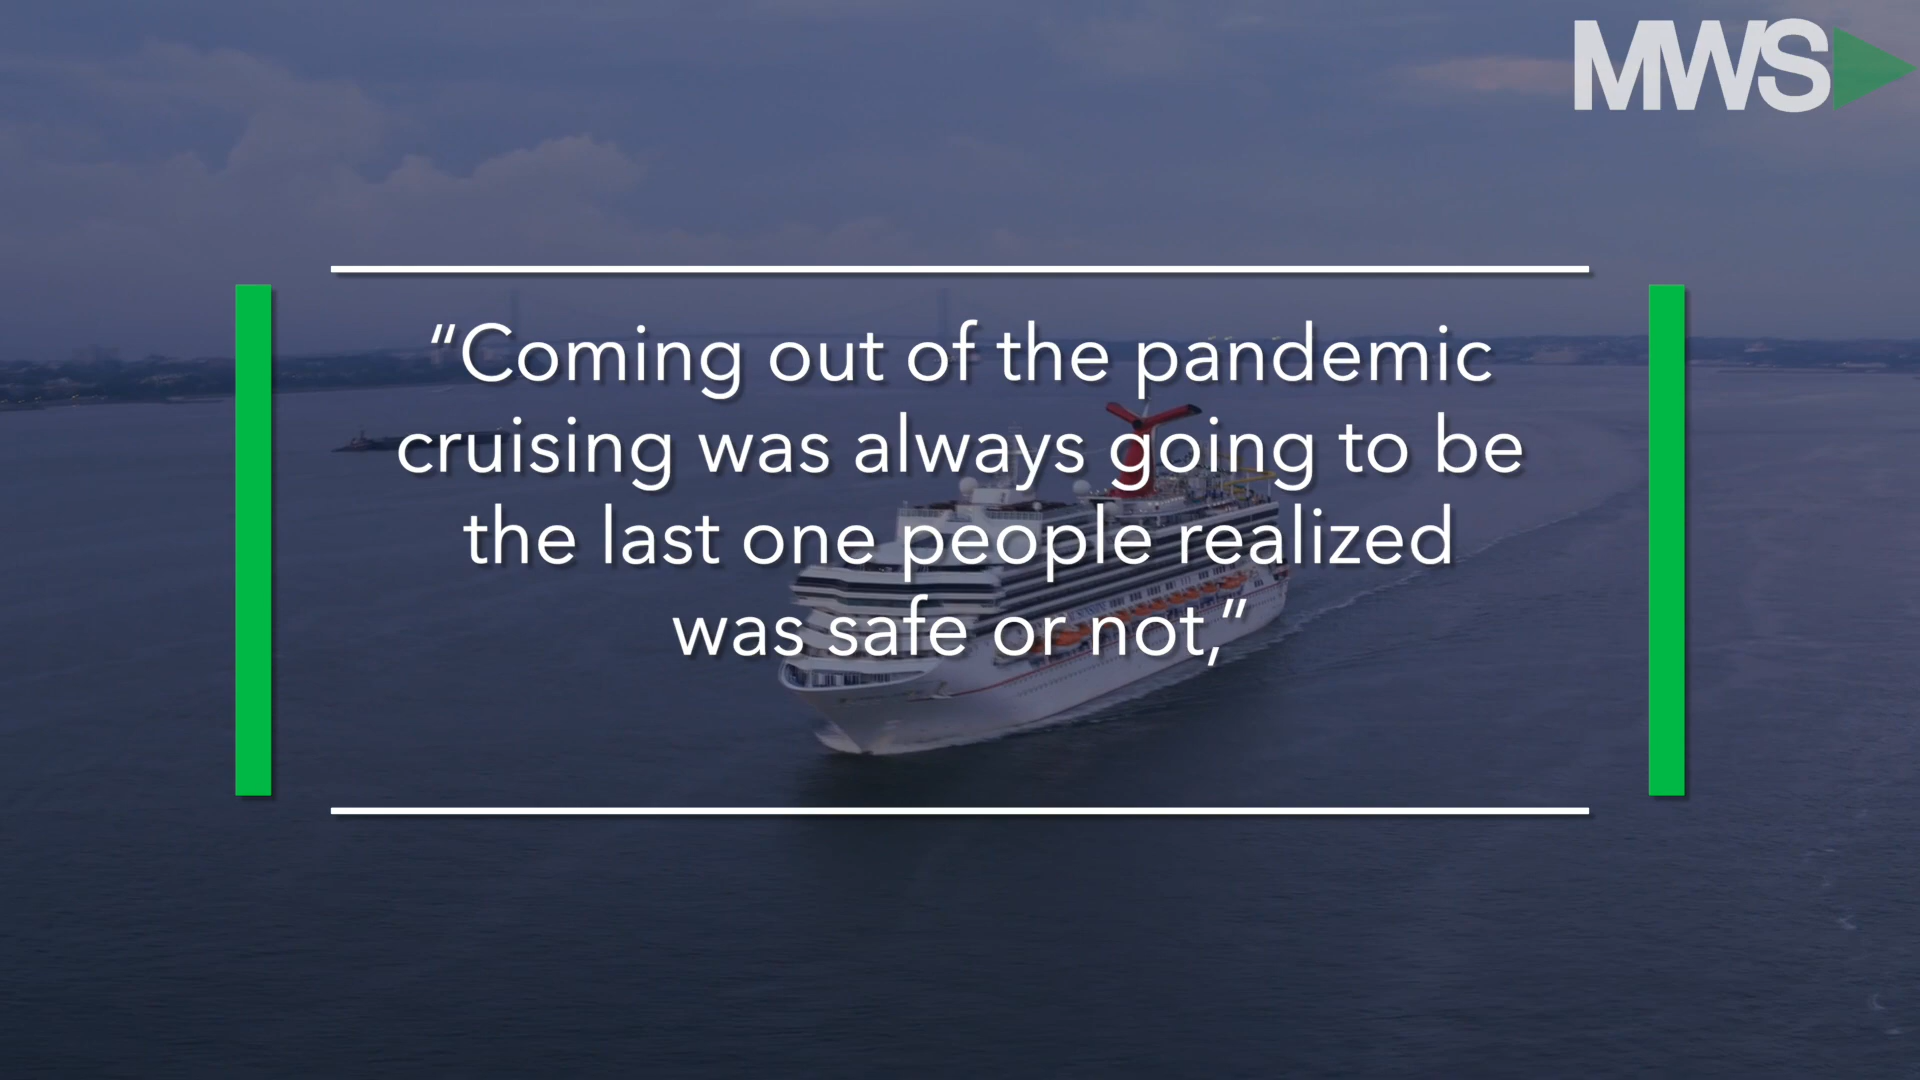 MWS
“Coming out of the pandemic
cruising was always going to be
the last one people realized
was safe or not,”